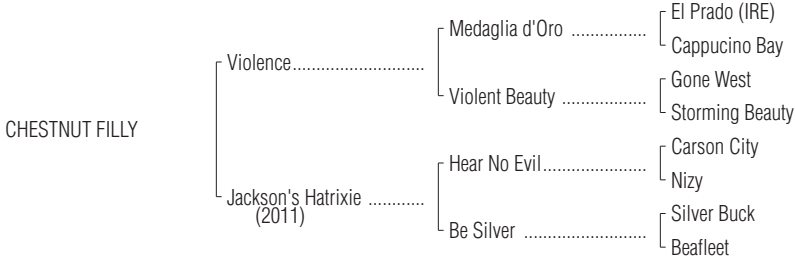 El Prado (IRE)
Medaglia d'Oro ................
Cappucino Bay
Violence............................
Gone West
Violent Beauty ..................
Storming Beauty
CHESTNUT FILLY
Carson City
Hear No Evil......................
Nizy
Jackson's Hatrixie ............
(2011)
Silver Buck
Be Silver ..........................
Beafleet